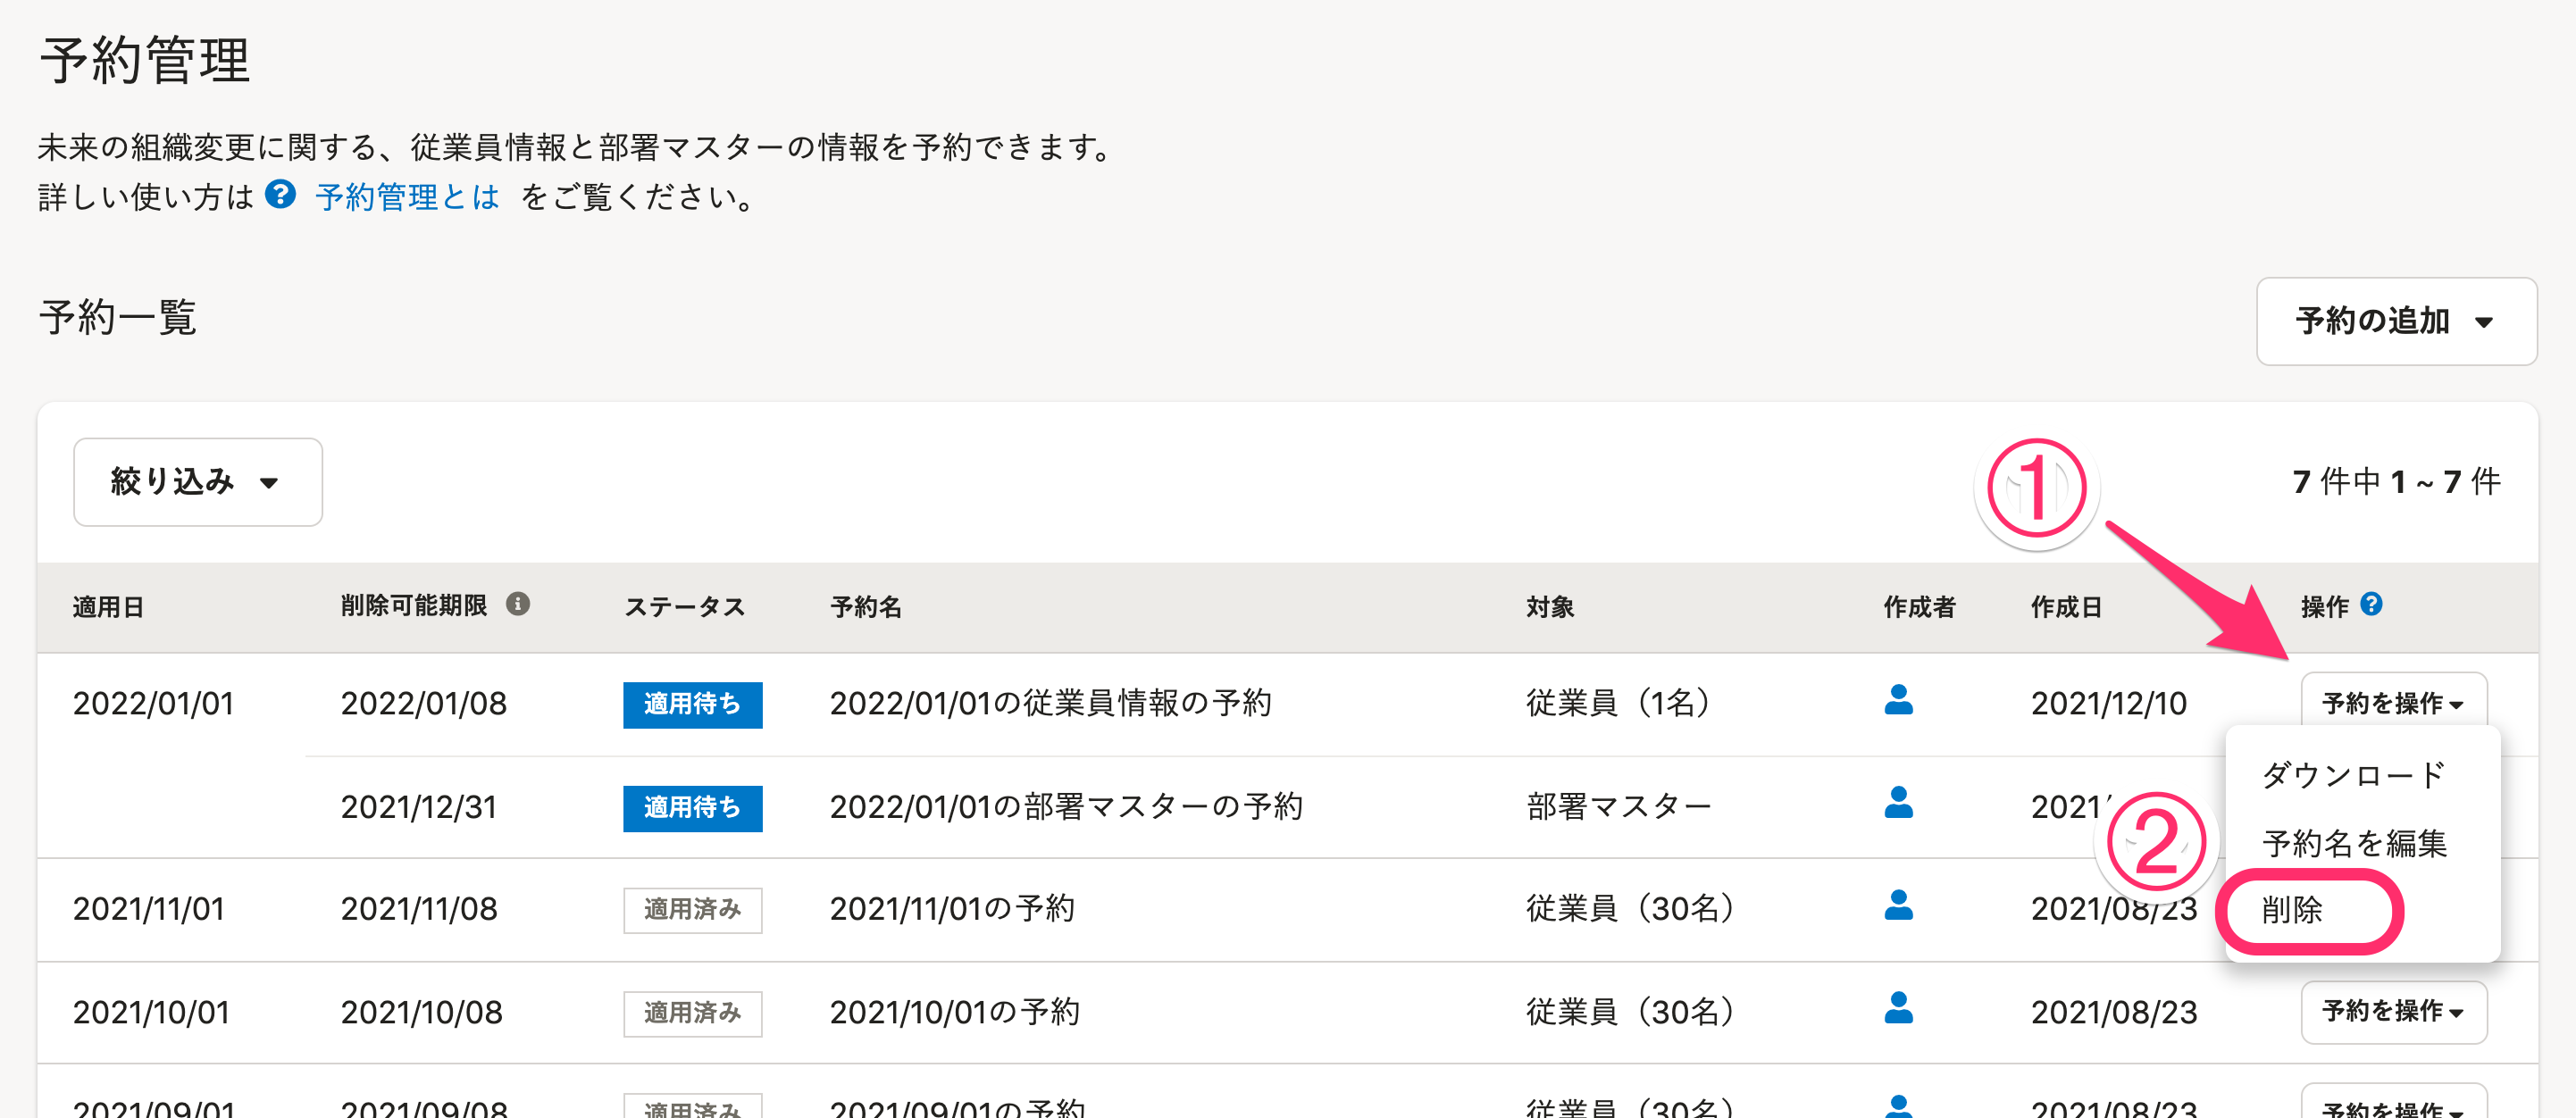 予約管理
未来の組織変更に関する、従業員情報と部署マスターの情報を予約できます。
詳しい使い方は ? 予約管理とは をご覧ください。
予約一覧
予約の追加
絞り込み
①
7 件中 1 ~ 7 件
適用日 削除可能期限 ステータス 予約名 対象 作成者 作成日 操作
2022/01/01 2022/01/08 適用待ち 2022/01/01の従業員情報の予約 従業員（1名） 2021/12/10 予約を操作
ダウンロード
2021/12/31 適用待ち 2022/01/01の部署マスターの予約 部署マスター 2021
②
予約名を編集
削除
2021/11/01 2021/11/08 適用済み 2021/11/01の予約 従業員（30名） 2021/08/23
2021/10/01 2021/10/08 適用済み 2021/10/01の予約 従業員（30名） 2021/08/23 予約を操作
2021/09/01 2021/09/08 適用済み 2021/09/01の予約 従業員（30名） 2021/08/23 予約を操作